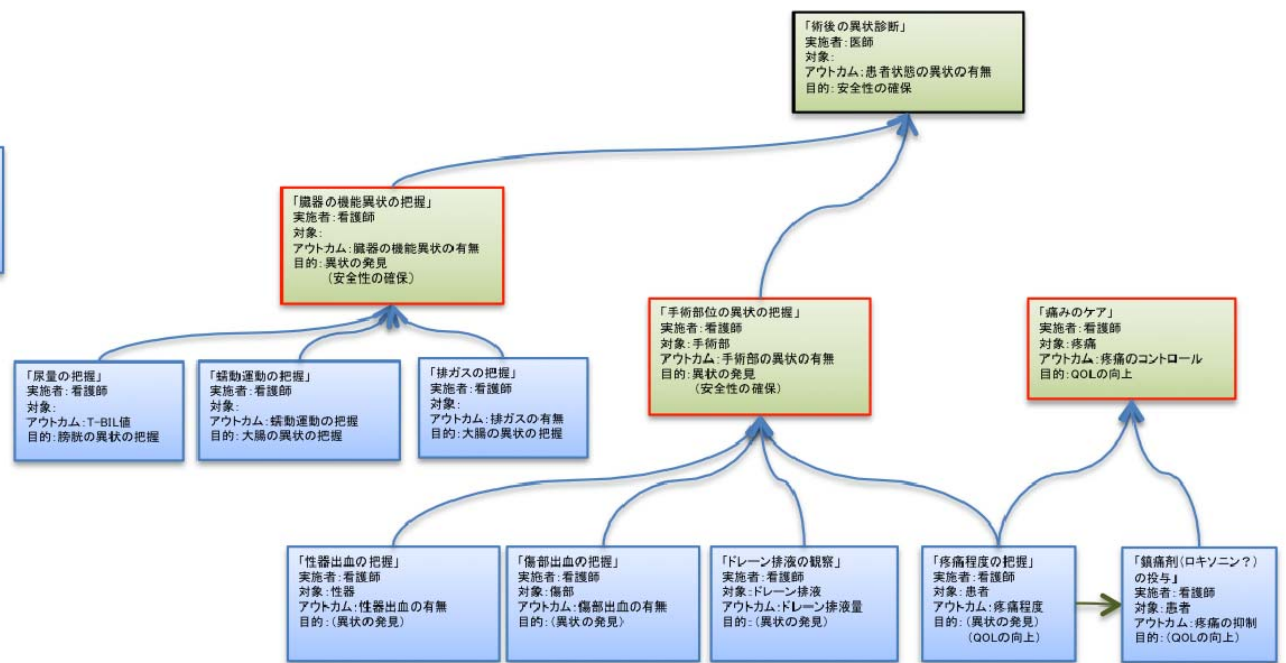 「術後の異状診断」
実施者:医師
対象:
アウトカム:患者状態の異状の有無
目的:安全性の確保
「臓器の機能異状の把握」
実施者:看護師
対象:
アウトカム:臓器の機能異状の有無
目的:異状の発見
(安全性の確保)
「手術部位の異状の把握」
実施者:看護師
対象:手術部
アウトカム:手術部の異状の有無
目的:異状の発見
(安全性の確保)
「痛みのケア」
実施者:看護師
対象:疼痛
アウトカム:疼痛のコントロール
目的:QOLの向上
「尿量の把握」
実施者:看護師
対象:
アウトカム:T-BIL値
目的:膀胱の異状の把握
「蠕動運動の把握」
実施者:看護師
対象:
アウトカム:蠕動運動の把握
目的:大腸の異状の把握
「排ガスの把握」
実施者:看護師
対象:
アウトカム:排ガスの有無
目的:大腸の異状の把握
「性器出血の把握」
実施者:看護師
対象:性器
アウトカム:性器出血の有無
目的:(異状の発見)
「傷部出血の把握」
実施者:看護師
対象:傷部
アウトカム:傷部出血の有無
目的:(異状の発見)
「ドレーン排液の観察」
実施者:看護師
対象:ドレーン排液
アウトカム:ドレーン排液量
目的:(異状の発見)
「疼痛程度の把握」
実施者:看護師
対象:患者
アウトカム:疼痛程度
目的:(異状の発見)
(QOLの向上)
「鎮痛剤(ロキソニン?)
の投与」
実施者:看護師
対象:患者
アウトカム:疼痛の抑制
目的:(QOLの向上)